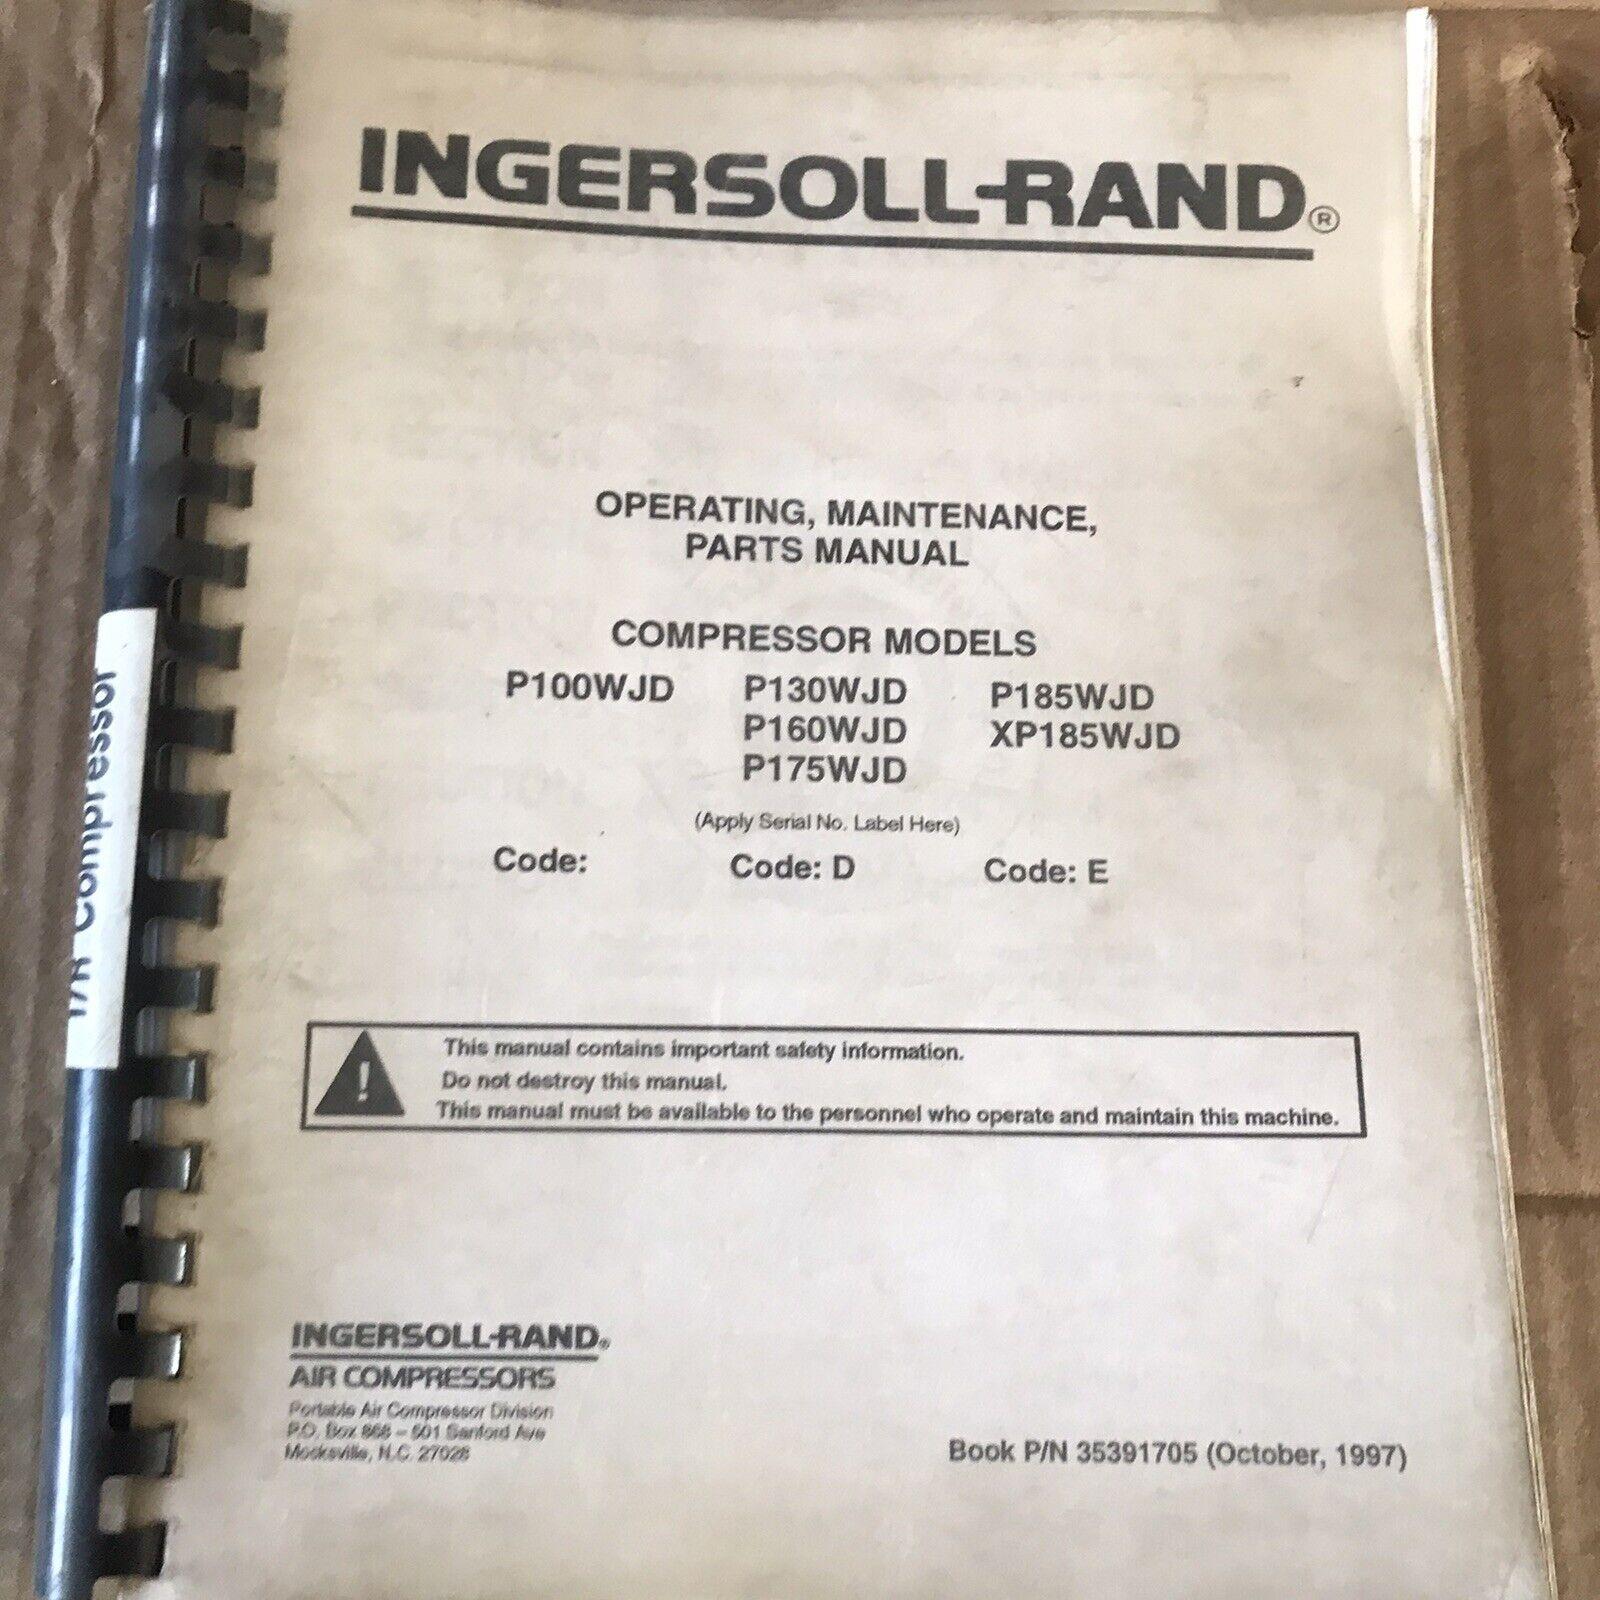 INGERSOLL-RAND®
OPERATING, MAINTENANCE,
PARTS MANUAL
COMPRESSOR MODELS
P100WJD P130WJD P185WJD
P160WJD XP185WJD
P175WJD
(Apply Serial No. Label Here)
Code: Code: D Code: E
! This manual contains important safety information.
Do not destroy this manual.
This manual must be available to the personnel who operate and maintain this machine.
INGERSOLL-RAND®
AIR COMPRESSORS
Portable Air Compressor Division
P.O. Box 868 – 501 Sanford Ave
Mocksville, N.C. 27028
Book P/N 35391705 (October, 1997)
I/R Compressor